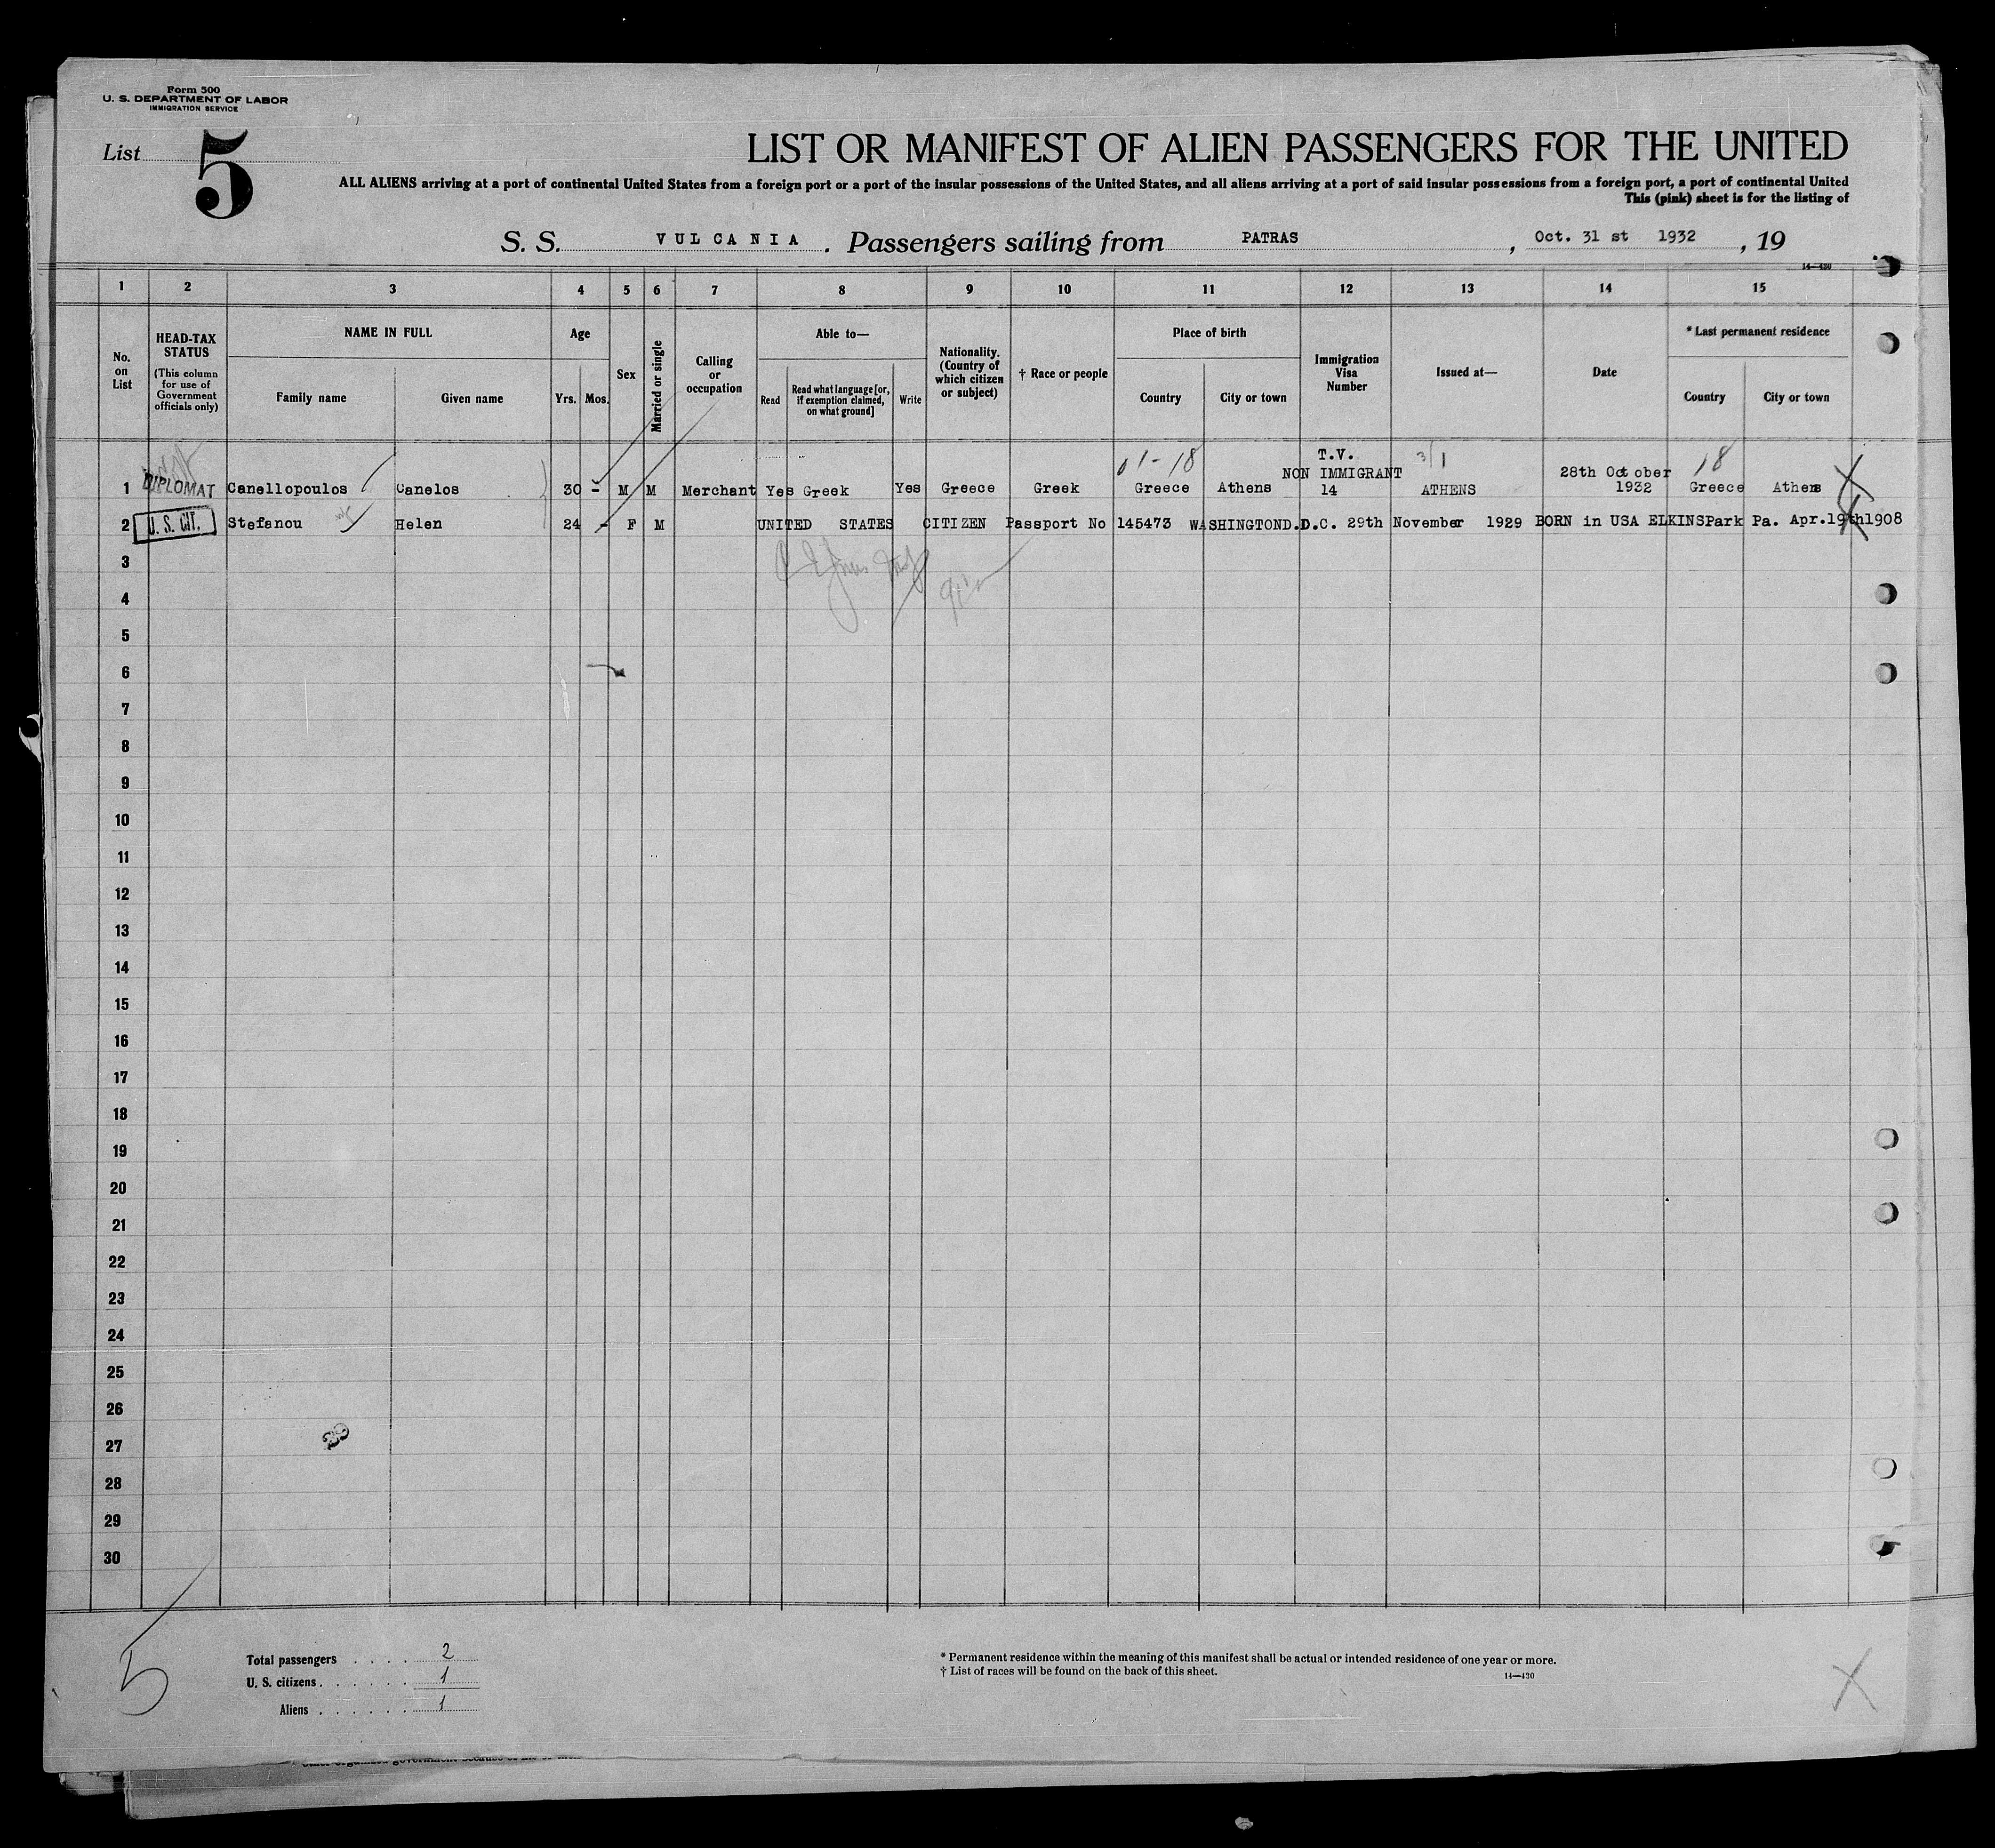 Form 500
U. S. DEPARTMENT OF LABOR
IMMIGRATION SERVICE
List 5
LIST OR MANIFEST OF ALIEN PASSENGERS FOR THE UNITED
ALL ALIENS arriving at a port of continental United States from a foreign port or a port of the insular possessions of the United States, and all aliens arriving at a port of said insular possessions from a foreign port, a port of continental United
This (pink) sheet is for the listing of
S. S. VULCANIA . Passengers sailing from PATRAS , Oct. 31 st 1932 , 19
14—430
1 2 3 4 5 6 7 8 9 10 11 12 13 14 15
No. on List
HEAD-TAX STATUS
(This column for use of Government officials only)
NAME IN FULL
Family name Given name
Age
Yrs. Mos.
Sex
Married or single
Calling or occupation
Able to—
Read
Read what language [or, if exemption claimed, on what ground]
Write
Nationality. (Country of which citizen or subject)
† Race or people
Place of birth
Country City or town
Immigration Visa Number
Issued at—
Date
* Last permanent residence
Country City or town
01-18 T.V. 3/1 18
NON IMMIGRANT 28th October
1 DIPLOMAT Canellopoulos Canelos 30 - M M Merchant Yes Greek Yes Greece Greek Greece Athens 14 ATHENS 1932 Greece Athens X
2 U. S. CIT. Stefanou Helen 24 - F M UNITED STATES CITIZEN Passport No 145473 WASHINGTOND.D.C. 29th November 1929 BORN in USA ELKINSPark Pa. Apr.19th1908
3
4
5
6
7
8
9
10
11
12
13
14
15
16
17
18
19
20
21
22
23
24
25
26
27
28
29
30
5
Total passengers . . . . 2
U. S. citizens . . . . . . 1
Aliens . . . . . . 1
* Permanent residence within the meaning of this manifest shall be actual or intended residence of one year or more.
† List of races will be found on the back of this sheet.
14—430
X